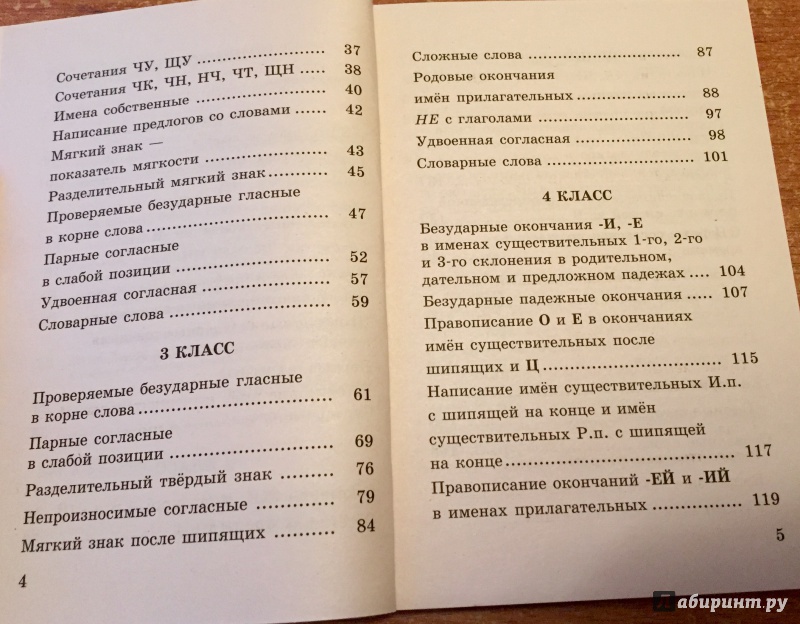 Сочетания ЧУ, ЩУ ..................... 37
Сочетания ЧК, ЧН, НЧ, ЧТ, ЩН ..... 38
Имена собственные .................... 40
Написание предлогов со словами ..... 42
Мягкий знак —
показатель мягкости .................... 43
Разделительный мягкий знак .......... 45
Проверяемые безударные гласные
в корне слова ............................. 47
Парные согласные
в слабой позиции ........................ 52
Удвоенная согласная .................... 57
Словарные слова ......................... 59
3 КЛАСС
Проверяемые безударные гласные
в корне слова ............................. 61
Парные согласные
в слабой позиции ........................ 69
Разделительный твёрдый знак ........ 76
Непроизносимые согласные ........... 79
Мягкий знак после шипящих .......... 84
4
Сложные слова ........................... 87
Родовые окончания
имён прилагательных .................. 88
НЕ с глаголами .......................... 97
Удвоенная согласная ................... 98
Словарные слова ........................ 101
4 КЛАСС
Безударные окончания -И, -Е
в именах существительных 1-го, 2-го
и 3-го склонения в родительном,
дательном и предложном падежах .... 104
Безударные падежные окончания ..... 107
Правописание О и Е в окончаниях
имён существительных после
шипящих и Ц ............................. 115
Написание имён существительных И.п.
с шипящей на конце и имён
существительных Р.п. с шипящей
на конце ................................... 117
Правописание окончаний -ЕЙ и -ИЙ
в именах прилагательных ............. 119
5
Лабиринт.ру